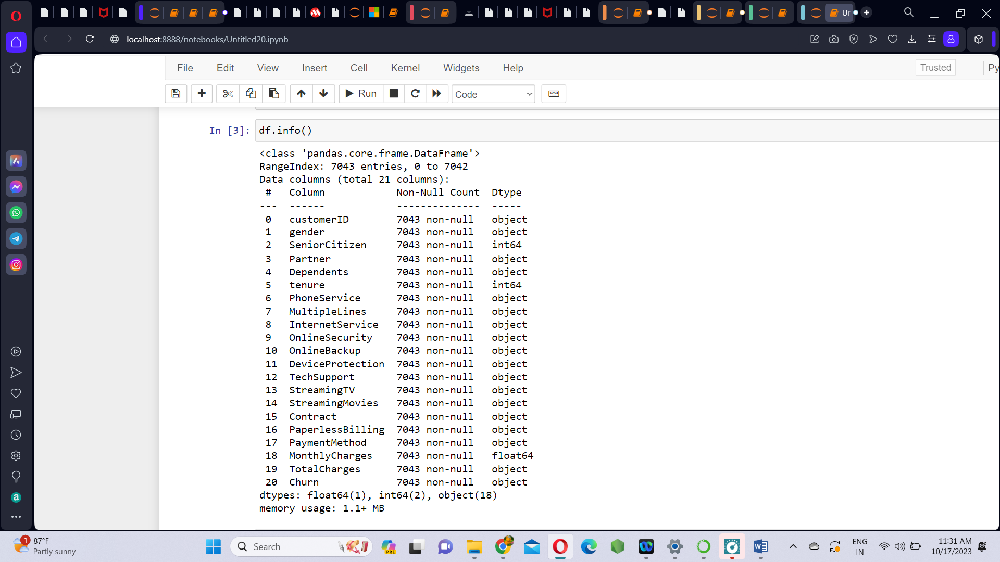 Ur
localhost:8888/notebooks/Untitled20.ipynb
File Edit View Insert Cell Kernel Widgets Help Trusted Py
Run Code
In [3]: df.info()
<class 'pandas.core.frame.DataFrame'>
RangeIndex: 7043 entries, 0 to 7042
Data columns (total 21 columns):
# Column Non-Null Count Dtype
--- ------ -------------- -----
0 customerID 7043 non-null object
1 gender 7043 non-null object
2 SeniorCitizen 7043 non-null int64
3 Partner 7043 non-null object
4 Dependents 7043 non-null object
5 tenure 7043 non-null int64
6 PhoneService 7043 non-null object
7 MultipleLines 7043 non-null object
8 InternetService 7043 non-null object
9 OnlineSecurity 7043 non-null object
10 OnlineBackup 7043 non-null object
11 DeviceProtection 7043 non-null object
12 TechSupport 7043 non-null object
13 StreamingTV 7043 non-null object
14 StreamingMovies 7043 non-null object
15 Contract 7043 non-null object
16 PaperlessBilling 7043 non-null object
17 PaymentMethod 7043 non-null object
18 MonthlyCharges 7043 non-null float64
19 TotalCharges 7043 non-null object
20 Churn 7043 non-null object
dtypes: float64(1), int64(2), object(18)
memory usage: 1.1+ MB
1
87°F
Partly sunny
Search
PRE
ENG
IN
11:31 AM
10/17/2023